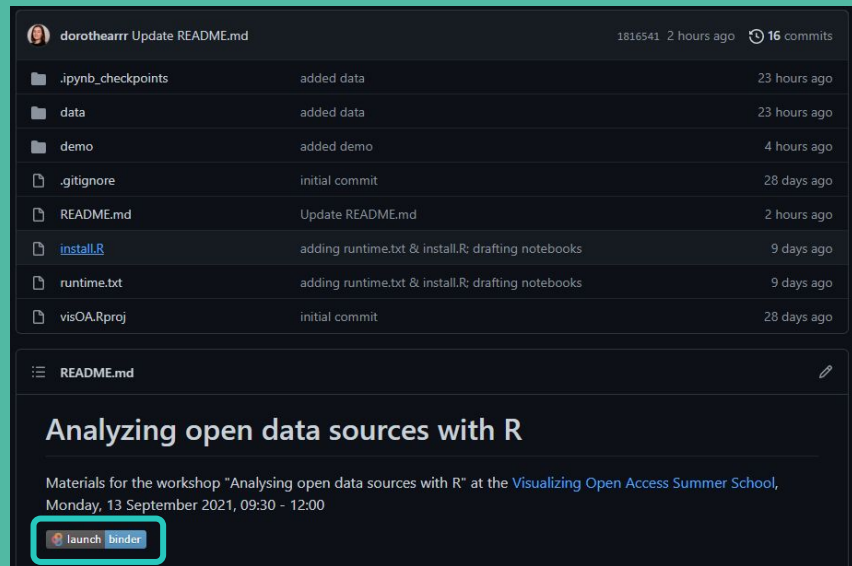 dorothearrr Update README.md 1816541 2 hours ago 16 commits
.ipynb_checkpoints added data 23 hours ago
data added data 23 hours ago
demo added demo 4 hours ago
.gitignore initial commit 28 days ago
README.md Update README.md 2 hours ago
install.R adding runtime.txt & install.R; drafting notebooks 9 days ago
runtime.txt adding runtime.txt & install.R; drafting notebooks 9 days ago
visOA.Rproj initial commit 28 days ago
README.md
Analyzing open data sources with R
Materials for the workshop "Analysing open data sources with R" at the Visualizing Open Access Summer School,
Monday, 13 September 2021, 09:30 - 12:00
launch binder